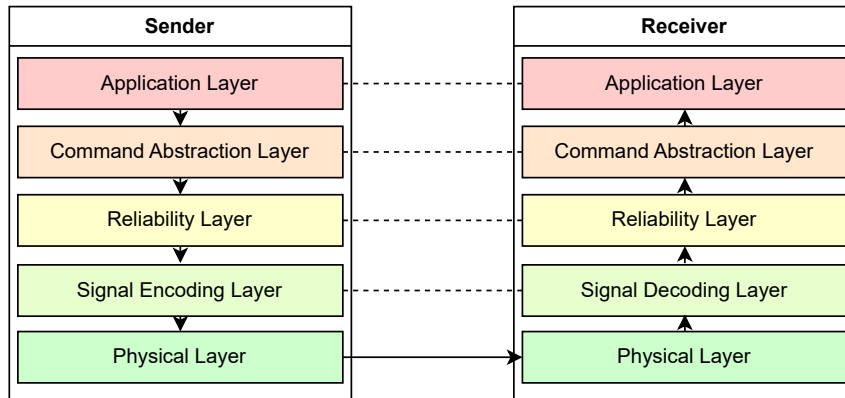 Sender
Application Layer
Command Abstraction Layer
Reliability Layer
Signal Encoding Layer
Physical Layer
Receiver
Application Layer
Command Abstraction Layer
Reliability Layer
Signal Decoding Layer
Physical Layer